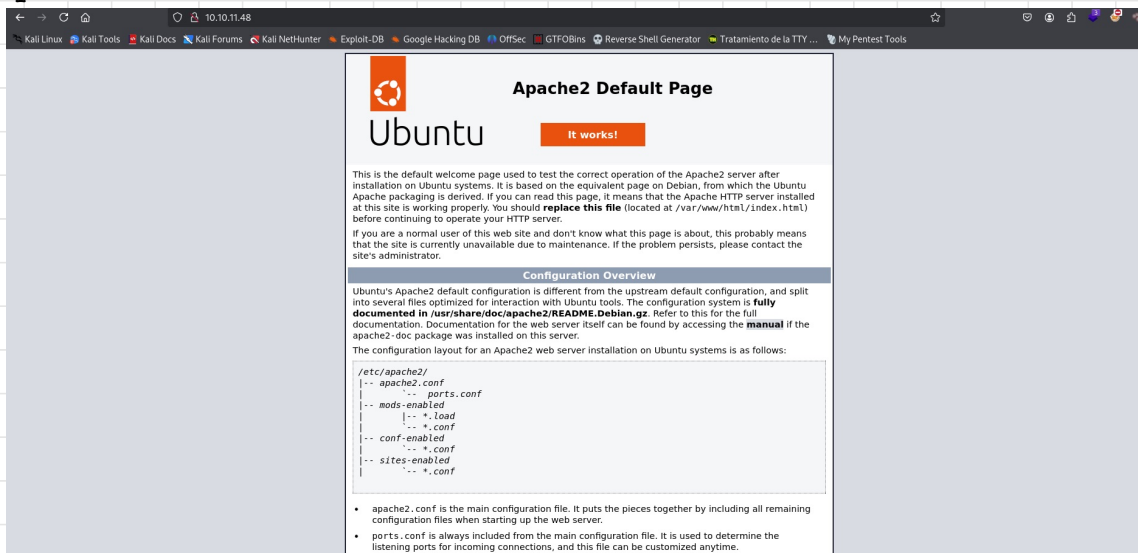 10.10.11.48
Kali Linux Kali Tools Kali Docs Kali Forums Kali NetHunter Exploit-DB Google Hacking DB OffSec GTFOBins Reverse Shell Generator Tratamiento de la TTY ... My Pentest Tools
Apache2 Default Page
Ubuntu
It works!
This is the default welcome page used to test the correct operation of the Apache2 server after
installation on Ubuntu systems. It is based on the equivalent page on Debian, from which the Ubuntu
Apache packaging is derived. If you can read this page, it means that the Apache HTTP server installed
at this site is working properly. You should replace this file (located at /var/www/html/index.html)
before continuing to operate your HTTP server.
If you are a normal user of this web site and don't know what this page is about, this probably means
that the site is currently unavailable due to maintenance. If the problem persists, please contact the
site's administrator.
Configuration Overview
Ubuntu's Apache2 default configuration is different from the upstream default configuration, and split
into several files optimized for interaction with Ubuntu tools. The configuration system is fully
documented in /usr/share/doc/apache2/README.Debian.gz. Refer to this for the full
documentation. Documentation for the web server itself can be found by accessing the manual if the
apache2-doc package was installed on this server.
The configuration layout for an Apache2 web server installation on Ubuntu systems is as follows:
/etc/apache2/
|-- apache2.conf
|       `--  ports.conf
|-- mods-enabled
|       |-- *.load
|       `-- *.conf
|-- conf-enabled
|       `-- *.conf
|-- sites-enabled
|       `-- *.conf
• apache2.conf is the main configuration file. It puts the pieces together by including all remaining
configuration files when starting up the web server.
• ports.conf is always included from the main configuration file. It is used to determine the
listening ports for incoming connections, and this file can be customized anytime.